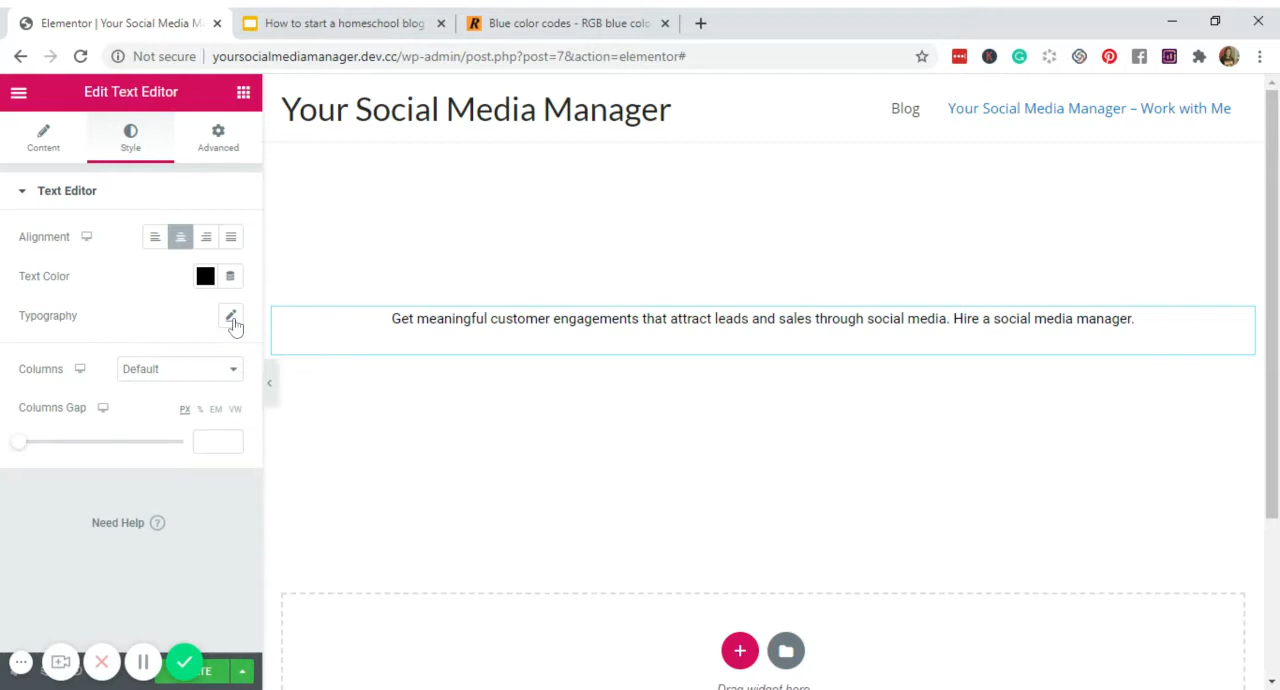 Elementor | Your Social Media M
How to start a homeschool blog
Blue color codes - RGB blue colo
Not secure
yoursocialmediamanager.dev.cc/wp-admin/post.php?post=7&action=elementor#
Edit Text Editor
Your Social Media Manager
Blog
Your Social Media Manager – Work with Me
Content
Style
Advanced
Text Editor
Alignment
Text Color
Typography
Get meaningful customer engagements that attract leads and sales through social media. Hire a social media manager.
Columns
Default
Columns Gap
PX % EM VW
Need Help ?
TE
Drag widget here